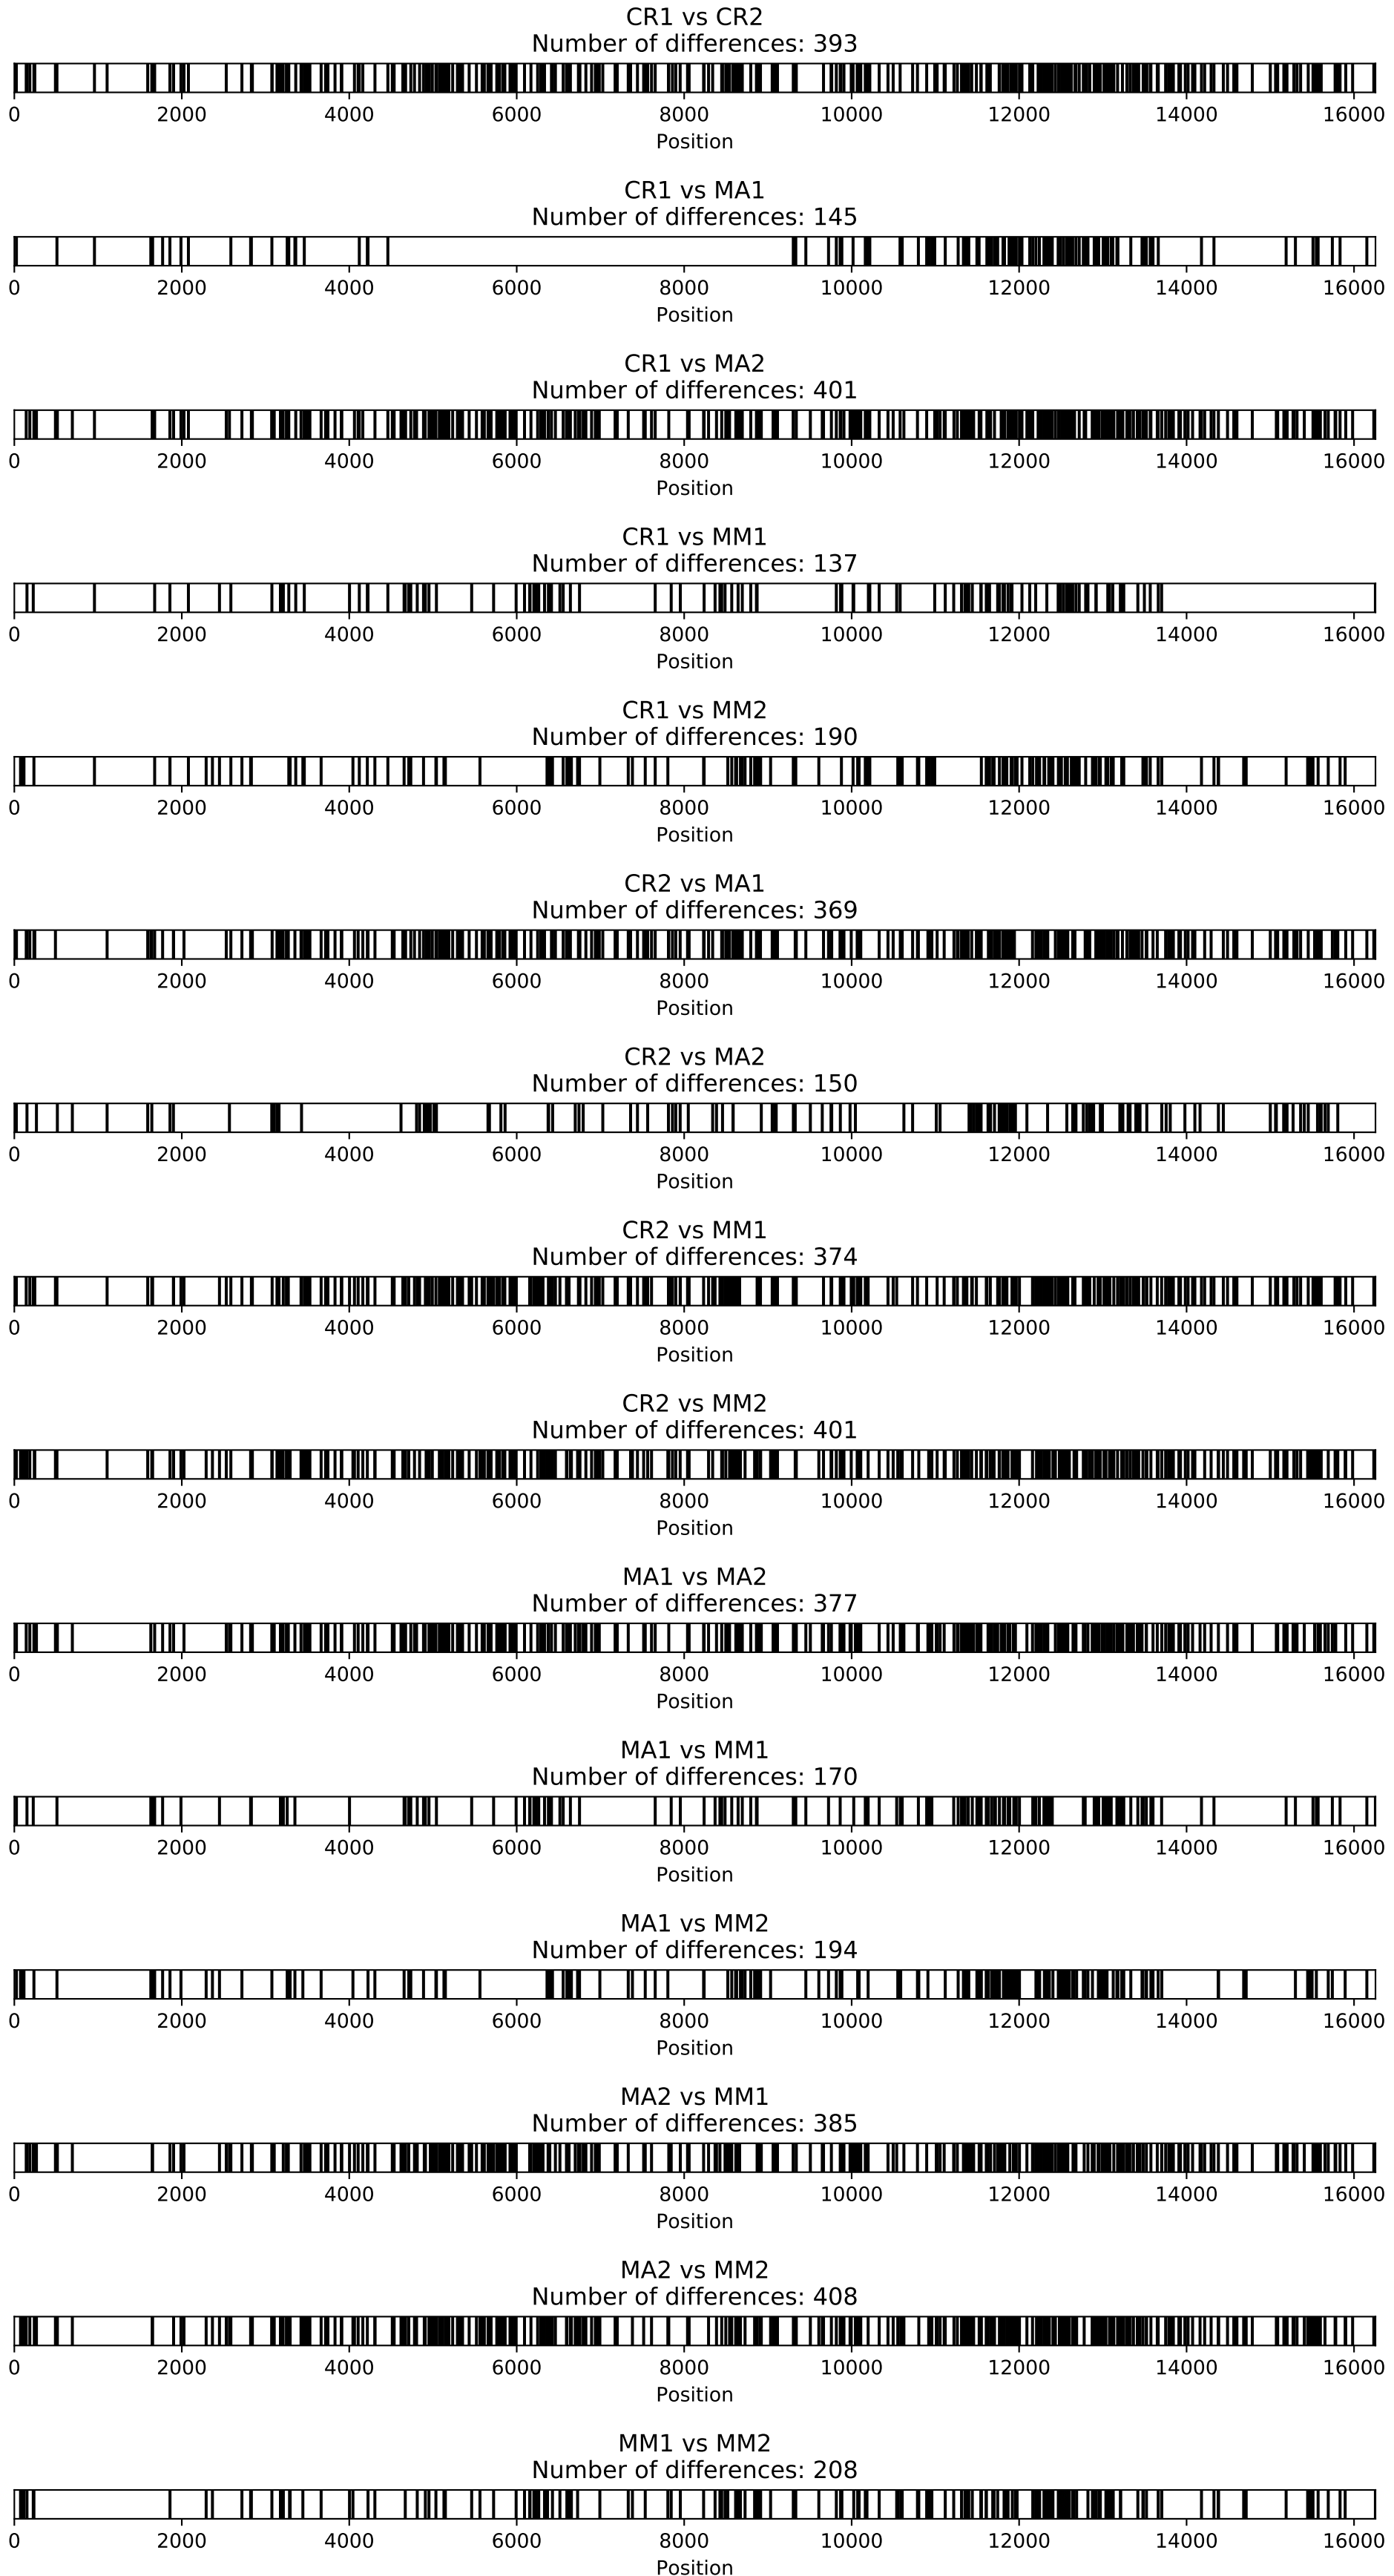 CR1 vs CR2
Number of differences: 393
0 2000 4000 6000 8000 10000 12000 14000 16000
Position
CR1 vs MA1
Number of differences: 145
0 2000 4000 6000 8000 10000 12000 14000 16000
Position
CR1 vs MA2
Number of differences: 401
0 2000 4000 6000 8000 10000 12000 14000 16000
Position
CR1 vs MM1
Number of differences: 137
0 2000 4000 6000 8000 10000 12000 14000 16000
Position
CR1 vs MM2
Number of differences: 190
0 2000 4000 6000 8000 10000 12000 14000 16000
Position
CR2 vs MA1
Number of differences: 369
0 2000 4000 6000 8000 10000 12000 14000 16000
Position
CR2 vs MA2
Number of differences: 150
0 2000 4000 6000 8000 10000 12000 14000 16000
Position
CR2 vs MM1
Number of differences: 374
0 2000 4000 6000 8000 10000 12000 14000 16000
Position
CR2 vs MM2
Number of differences: 401
0 2000 4000 6000 8000 10000 12000 14000 16000
Position
MA1 vs MA2
Number of differences: 377
0 2000 4000 6000 8000 10000 12000 14000 16000
Position
MA1 vs MM1
Number of differences: 170
0 2000 4000 6000 8000 10000 12000 14000 16000
Position
MA1 vs MM2
Number of differences: 194
0 2000 4000 6000 8000 10000 12000 14000 16000
Position
MA2 vs MM1
Number of differences: 385
0 2000 4000 6000 8000 10000 12000 14000 16000
Position
MA2 vs MM2
Number of differences: 408
0 2000 4000 6000 8000 10000 12000 14000 16000
Position
MM1 vs MM2
Number of differences: 208
0 2000 4000 6000 8000 10000 12000 14000 16000
Position